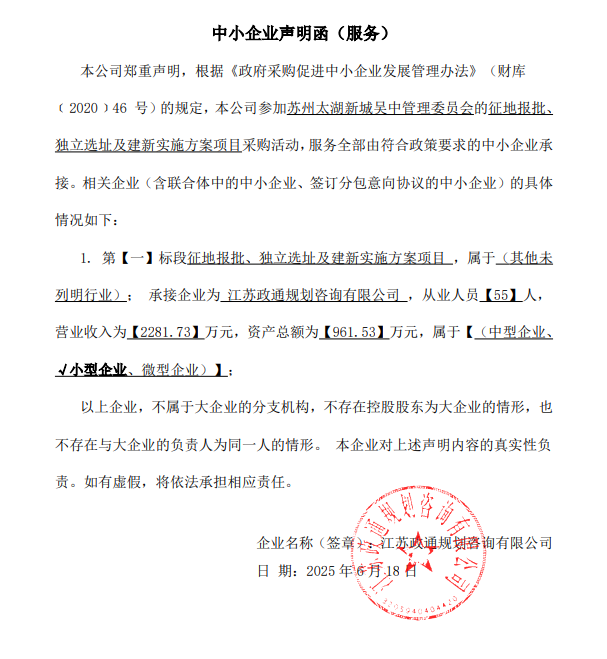 中小企业声明函（服务）
本公司郑重声明，根据《政府采购促进中小企业发展管理办法》（财库
﹝2020﹞46 号）的规定，本公司参加苏州太湖新城吴中管理委员会的征地报批、
独立选址及建新实施方案项目采购活动，服务全部由符合政策要求的中小企业承
接。相关企业（含联合体中的中小企业、签订分包意向协议的中小企业）的具体
情况如下：
1. 第【一】标段征地报批、独立选址及建新实施方案项目 ，属于（其他未
列明行业）； 承接企业为 江苏政通规划咨询有限公司 ，从业人员【55】人，
营业收入为【2281.73】万元，资产总额为【961.53】万元，属于【（中型企业、
√小型企业、微型企业）】；
以上企业，不属于大企业的分支机构，不存在控股股东为大企业的情形，也
不存在与大企业的负责人为同一人的情形。 本企业对上述声明内容的真实性负
责。如有虚假，将依法承担相应责任。
企业名称（签章）：江苏政通规划咨询有限公司
日 期：2025 年 6 月 18 日
江苏政通规划咨询有限公司